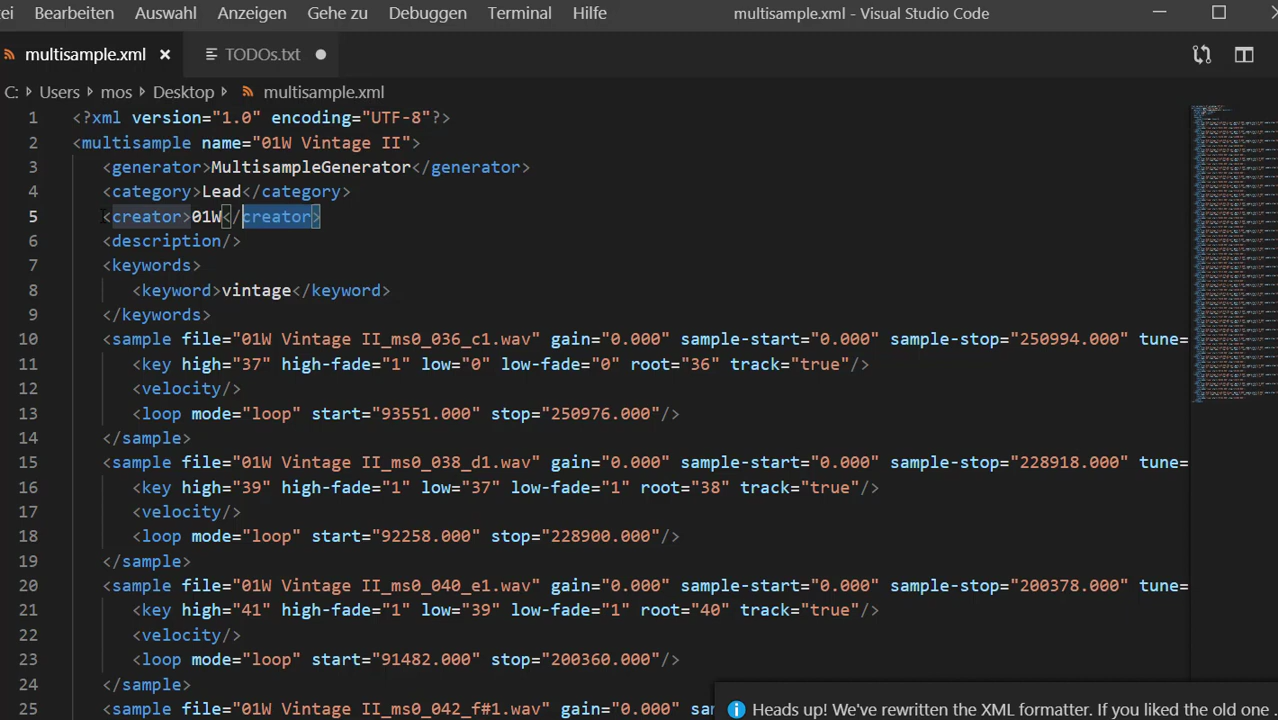 ei Bearbeiten Auswahl Anzeigen Gehe zu Debuggen Terminal Hilfe multisample.xml - Visual Studio Code
multisample.xml TODOs.txt
C: Users mos Desktop multisample.xml
1 <?xml version="1.0" encoding="UTF-8"?>
2 <multisample name="01W Vintage II">
3 <generator>MultisampleGenerator</generator>
4 <category>Lead</category>
5 <creator>01W</creator>
6 <description/>
7 <keywords>
8 <keyword>vintage</keyword>
9 </keywords>
10 <sample file="01W Vintage II_ms0_036_c1.wav" gain="0.000" sample-start="0.000" sample-stop="250994.000" tune=
11 <key high="37" high-fade="1" low="0" low-fade="0" root="36" track="true"/>
12 <velocity/>
13 <loop mode="loop" start="93551.000" stop="250976.000"/>
14 </sample>
15 <sample file="01W Vintage II_ms0_038_d1.wav" gain="0.000" sample-start="0.000" sample-stop="228918.000" tune=
16 <key high="39" high-fade="1" low="37" low-fade="1" root="38" track="true"/>
17 <velocity/>
18 <loop mode="loop" start="92258.000" stop="228900.000"/>
19 </sample>
20 <sample file="01W Vintage II_ms0_040_e1.wav" gain="0.000" sample-start="0.000" sample-stop="200378.000" tune=
21 <key high="41" high-fade="1" low="39" low-fade="1" root="40" track="true"/>
22 <velocity/>
23 <loop mode="loop" start="91482.000" stop="200360.000"/>
24 </sample>
25 <sample file="01W Vintage II_ms0_042_f#1.wav" gain="0.000" sam
Heads up! We've rewritten the XML formatter. If you liked the old one